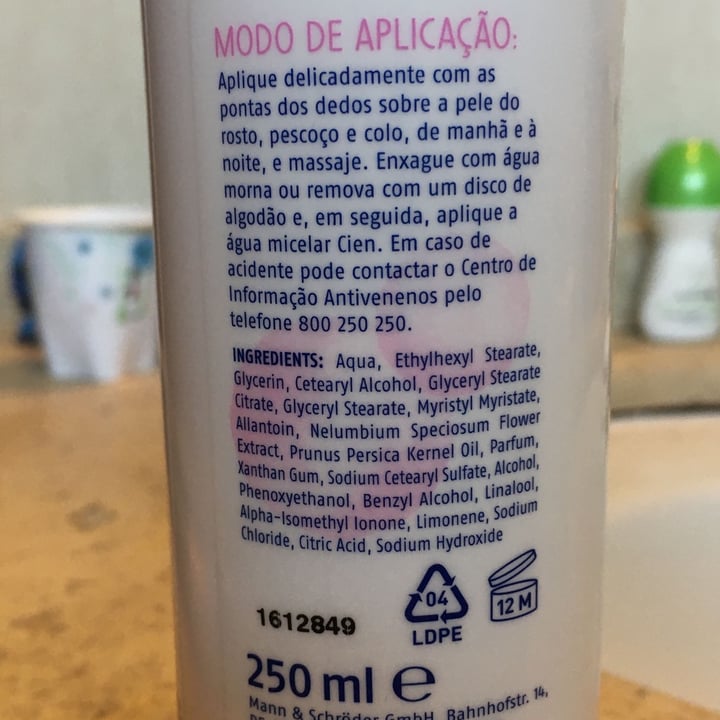 MODO DE APLICAÇÃO:
Aplique delicadamente com as
pontas dos dedos sobre a pele do
rosto, pescoço e colo, de manhã e à
noite, e massaje. Enxague com água
morna ou remova com um disco de
algodão e, em seguida, aplique a
água micelar Cien. Em caso de
acidente pode contactar o Centro de
Informação Antivenenos pelo
telefone 800 250 250.
INGREDIENTS: Aqua, Ethylhexyl Stearate,
Glycerin, Cetearyl Alcohol, Glyceryl Stearate
Citrate, Glyceryl Stearate, Myristyl Myristate,
Allantoin, Nelumbium Speciosum Flower
Extract, Prunus Persica Kernel Oil, Parfum,
Xanthan Gum, Sodium Cetearyl Sulfate, Alcohol,
Phenoxyethanol, Benzyl Alcohol, Linalool,
Alpha-Isomethyl Ionone, Limonene, Sodium
Chloride, Citric Acid, Sodium Hydroxide
04
LDPE
12 M
1612849
250 ml e
Mann & Schröder GmbH, Bahnhofstr. 14,